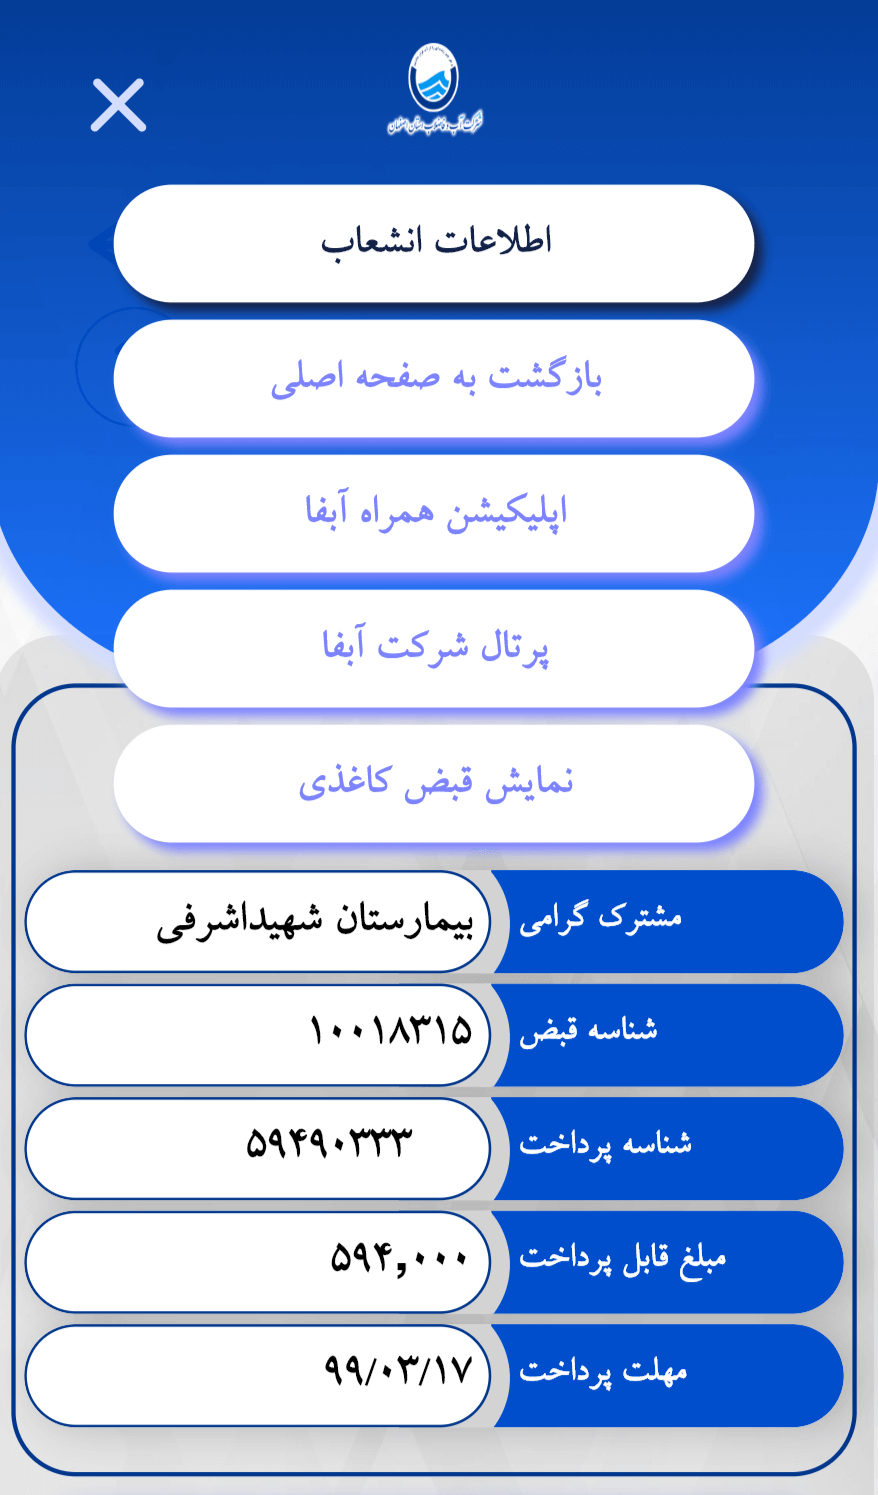 شرکت آب و فاضلاب استان اصفهان
اطلاعات انشعاب
بازگشت به صفحه اصلی
اپلیکیشن همراه آبفا
پرتال شرکت آبفا
نمایش قبض کاغذی
مشترک گرامی بیمارستان شهیداشرفی
شناسه قبض ۱۰۰۱۸۳۱۵
شناسه پرداخت ۵۹۴۹۰۳۳۳
مبلغ قابل پرداخت ۵۹۴,۰۰۰
مهلت پرداخت ۹۹/۰۳/۱۷